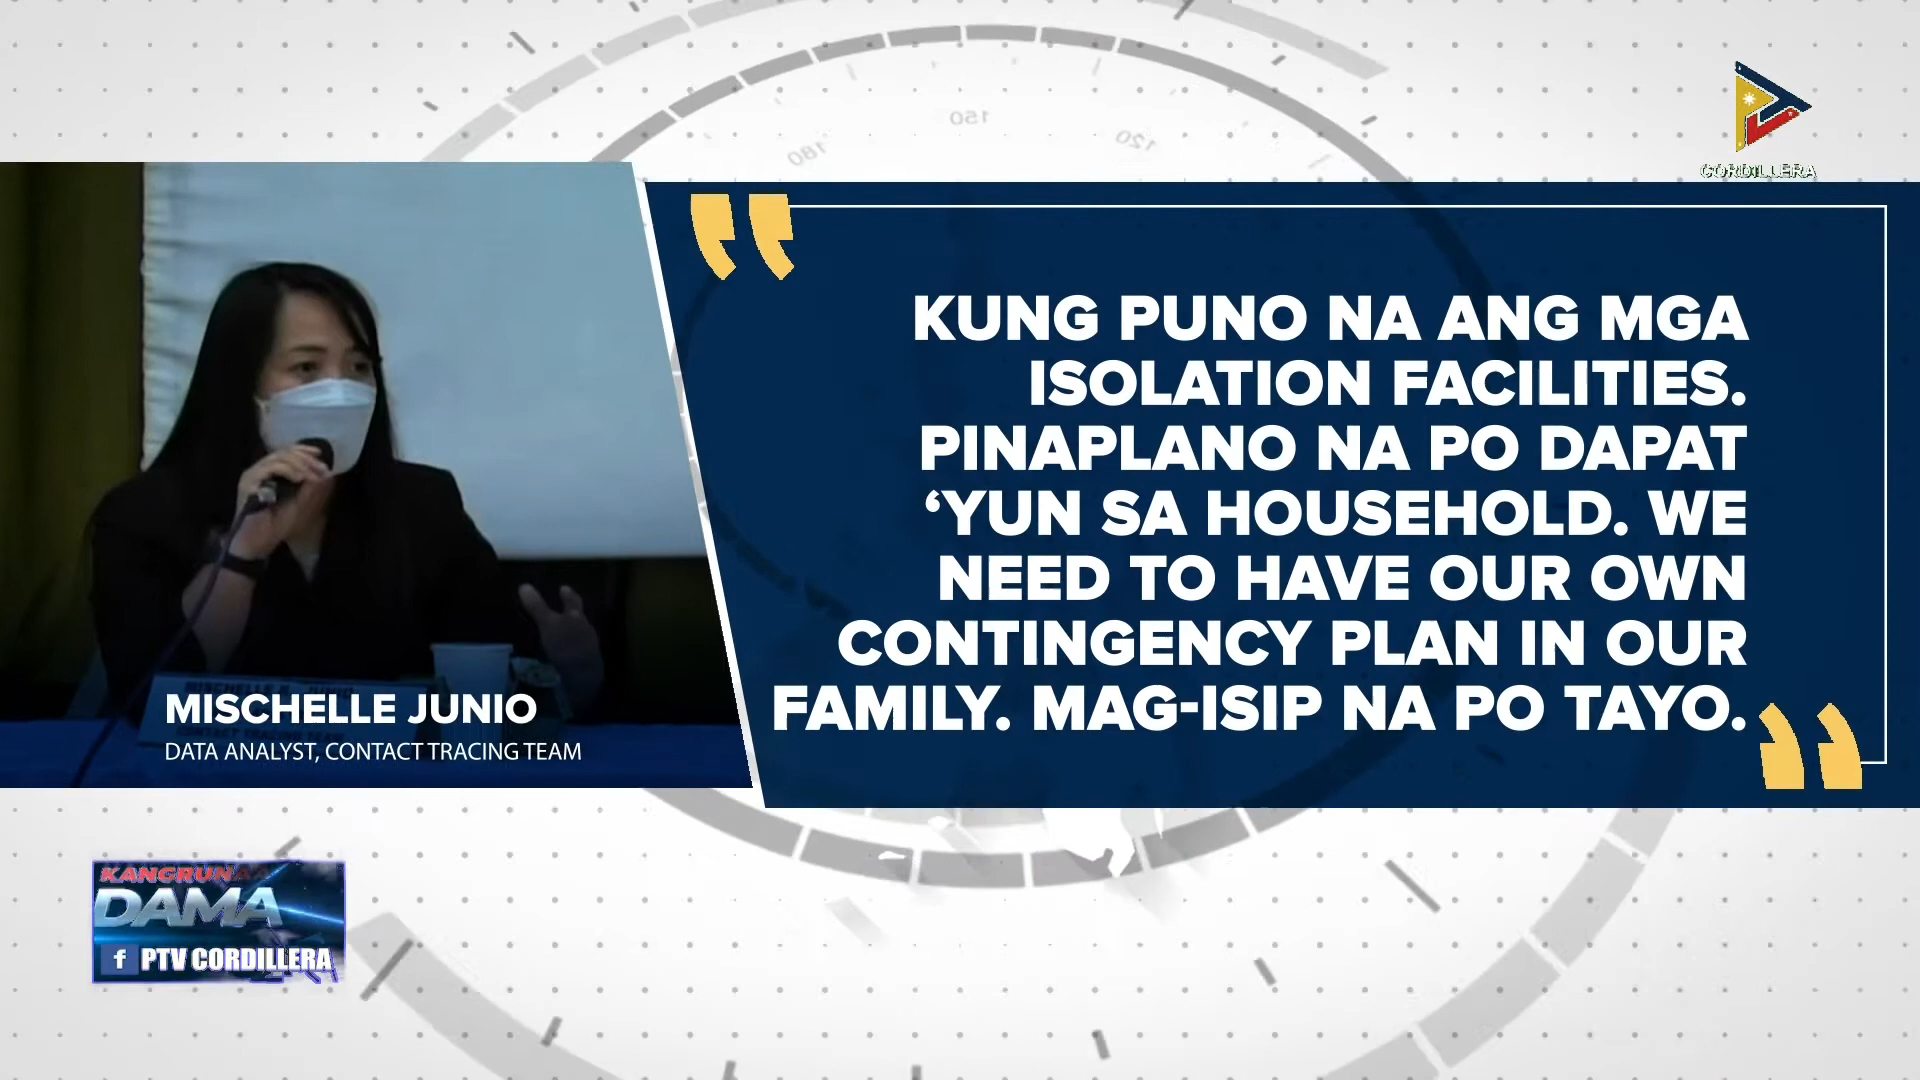 150
180
120
CORDILLERA
KUNG PUNO NA ANG MGA
ISOLATION FACILITIES.
PINAPLANO NA PO DAPAT
‘YUN SA HOUSEHOLD. WE
NEED TO HAVE OUR OWN
CONTINGENCY PLAN IN OUR
FAMILY. MAG-ISIP NA PO TAYO.
MISCHELLE JUNIO
DATA ANALYST, CONTACT TRACING TEAM
DAMA
f PTV CORDILLERA